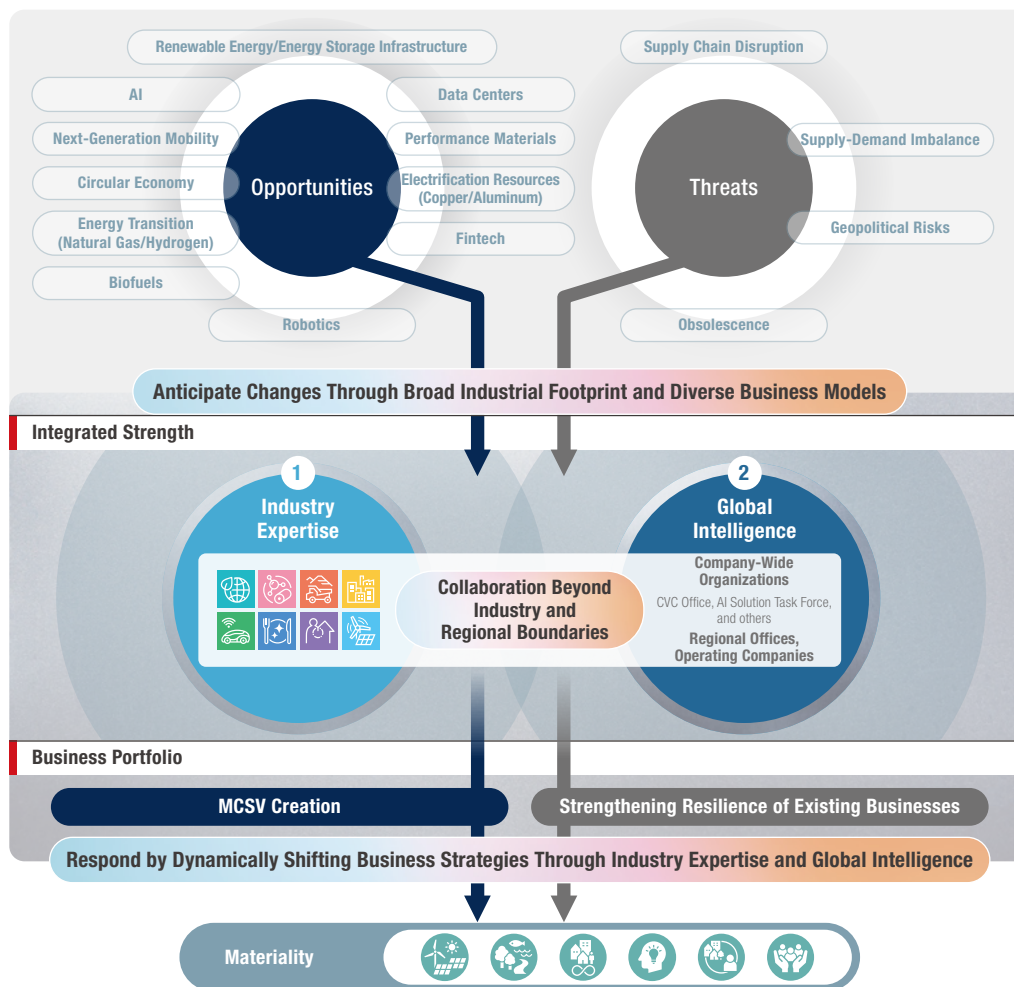 Renewable Energy/Energy Storage Infrastructure
AI
Data Centers
Next-Generation Mobility
Performance Materials
Circular Economy
Opportunities
Electrification Resources
(Copper/Aluminum)
Energy Transition
(Natural Gas/Hydrogen)
Fintech
Biofuels
Robotics
Supply Chain Disruption
Supply-Demand Imbalance
Threats
Geopolitical Risks
Obsolescence
Anticipate Changes Through Broad Industrial Footprint and Diverse Business Models
Integrated Strength
1
Industry
Expertise
Collaboration Beyond
Industry and
Regional Boundaries
2
Global
Intelligence
Company-Wide
Organizations
CVC Office, AI Solution Task Force,
and others
Regional Offices,
Operating Companies
Business Portfolio
MCSV Creation
Strengthening Resilience of Existing Businesses
Respond by Dynamically Shifting Business Strategies Through Industry Expertise and Global Intelligence
Materiality